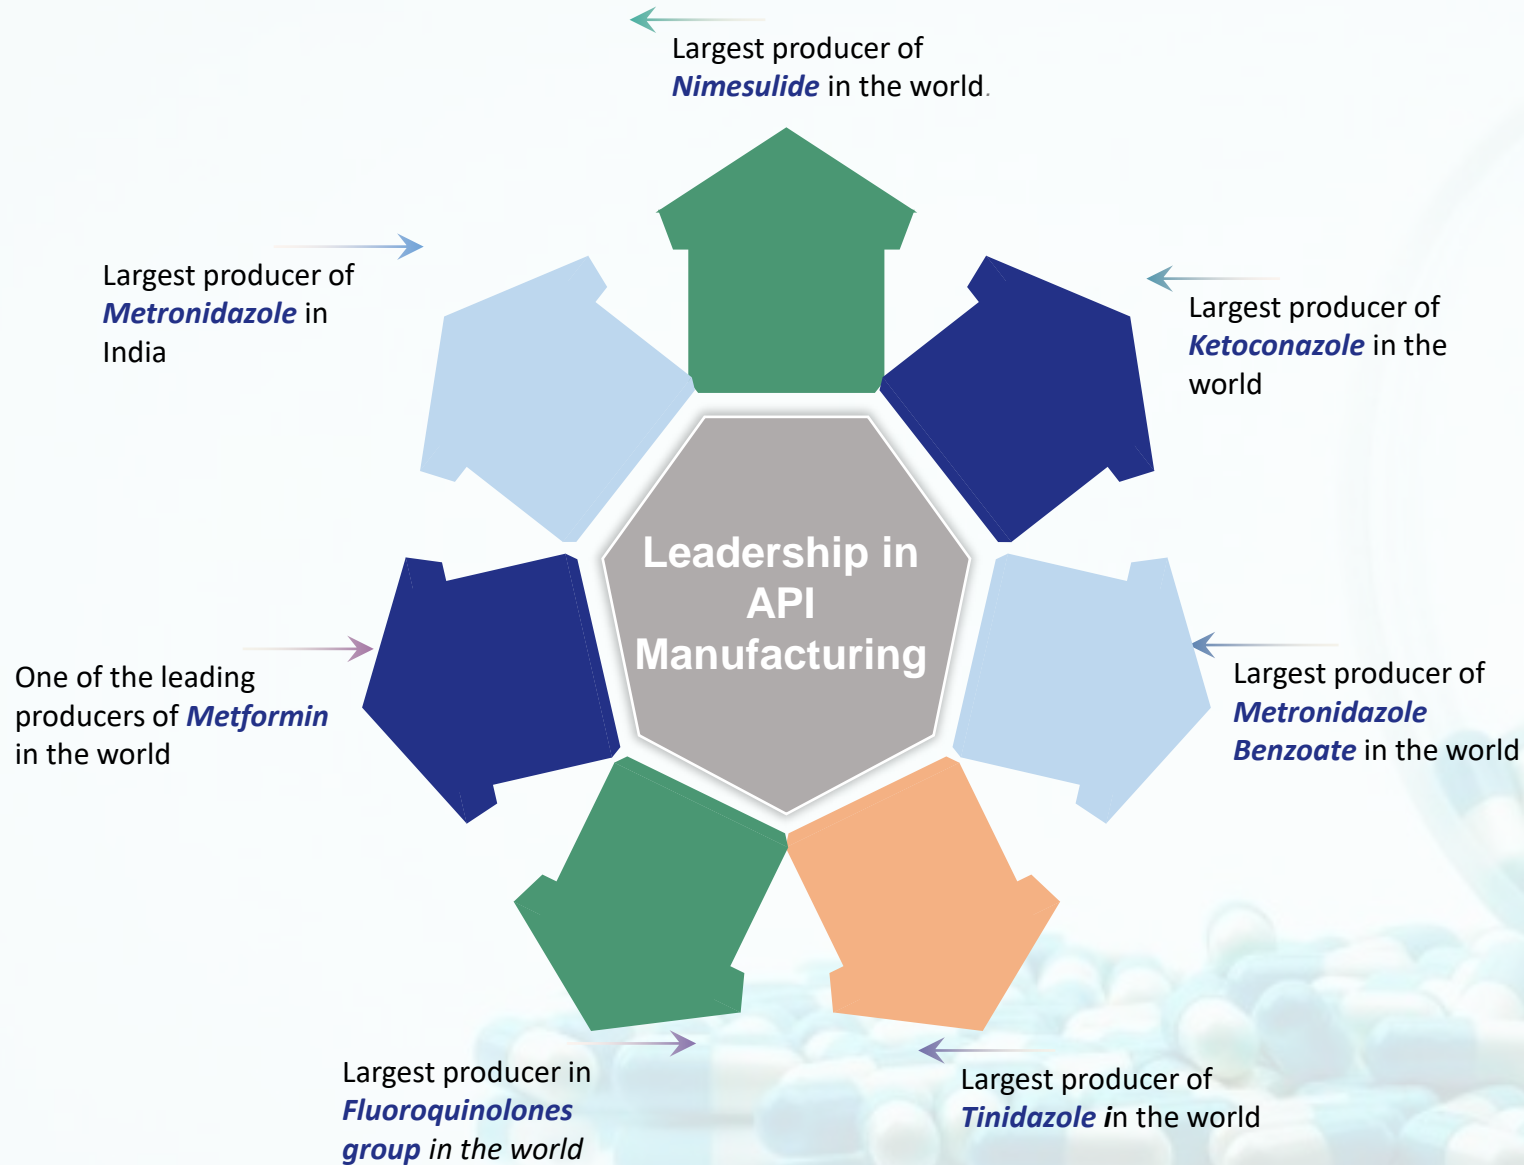 Largest producer of
Nimesulide in the world.
Largest producer of
Metronidazole in
India
Largest producer of
Ketoconazole in the
world
Leadership in
API
Manufacturing
One of the leading
producers of Metformin
in the world
Largest producer of
Metronidazole
Benzoate in the world
Largest producer in
Fluoroquinolones
group in the world
Largest producer of
Tinidazole in the world